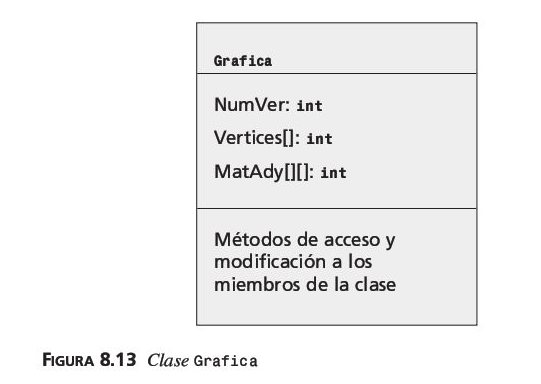 Grafica
NumVer: int
Vertices[]: int
MatAdy[][]: int
Métodos de acceso y
modificación a los
miembros de la clase
FIGURA 8.13 Clase Grafica